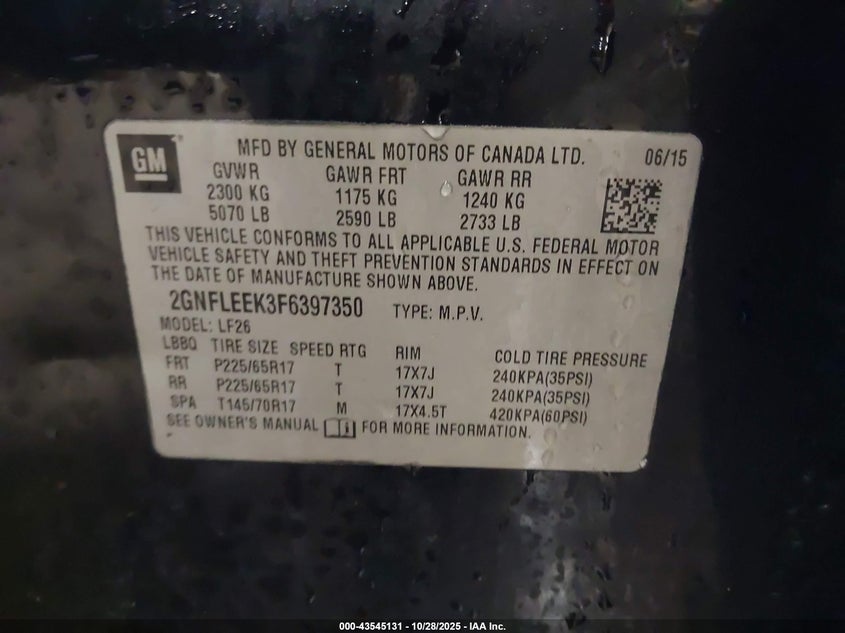 GM
MFD BY GENERAL MOTORS OF CANADA LTD. 06/15
GVWR GAWR FRT GAWR RR
2300 KG 1175 KG 1240 KG
5070 LB 2590 LB 2733 LB
THIS VEHICLE CONFORMS TO ALL APPLICABLE U.S. FEDERAL MOTOR
VEHICLE SAFETY AND THEFT PREVENTION STANDARDS IN EFFECT ON
THE DATE OF MANUFACTURE SHOWN ABOVE.
2GNFLEEK3F6397350 TYPE: M.P.V.
MODEL: LF26
LBBQ TIRE SIZE SPEED RTG RIM COLD TIRE PRESSURE
FRT P225/65R17 T 17X7J 240KPA(35PSI)
RR P225/65R17 T 17X7J 240KPA(35PSI)
SPA T145/70R17 M 17X4.5T 420KPA(60PSI)
SEE OWNER'S MANUAL i FOR MORE INFORMATION.
000-43545131 - 10/28/2025 - IAA Inc.